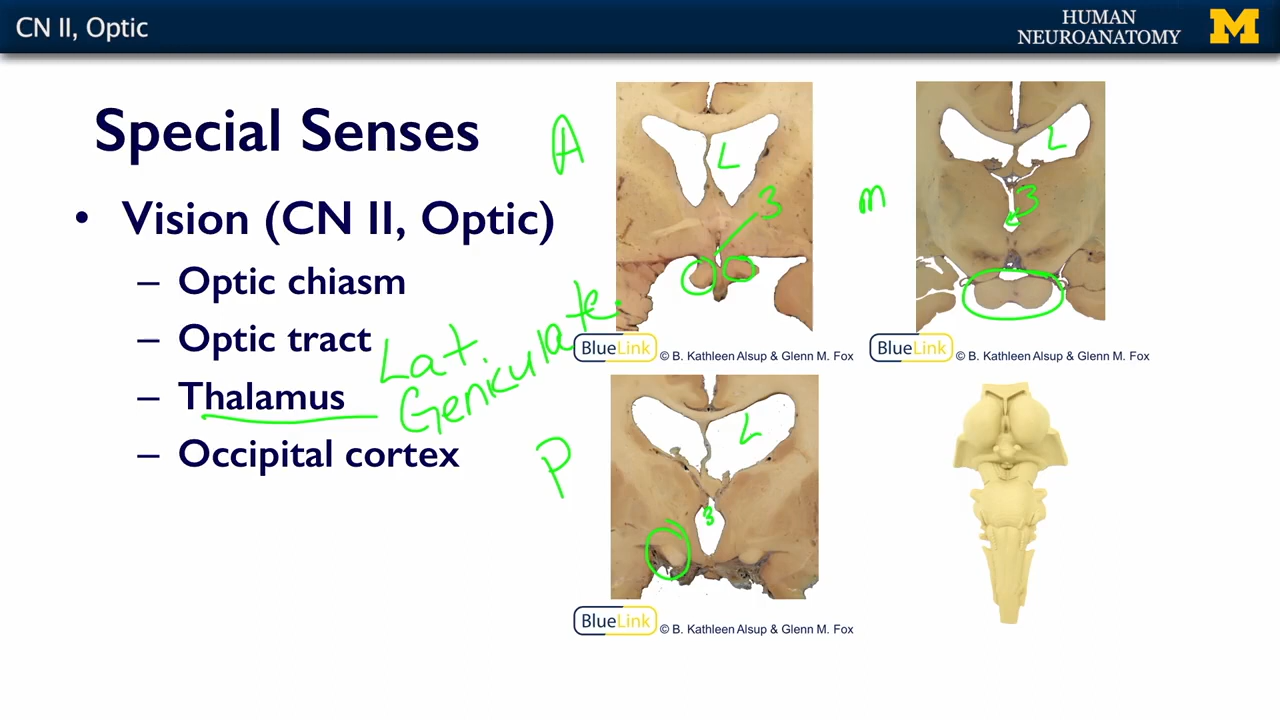 CN II, Optic
HUMAN
NEUROANATOMY
M
Special Senses
• Vision (CN II, Optic)
– Optic chiasm
– Optic tract
– Thalamus
– Occipital cortex
Lat.
Geniculate.
A
L
3
BlueLink © B. Kathleen Alsup & Glenn M. Fox
m
L
3
BlueLink © B. Kathleen Alsup & Glenn M. Fox
P
L
3
BlueLink © B. Kathleen Alsup & Glenn M. Fox